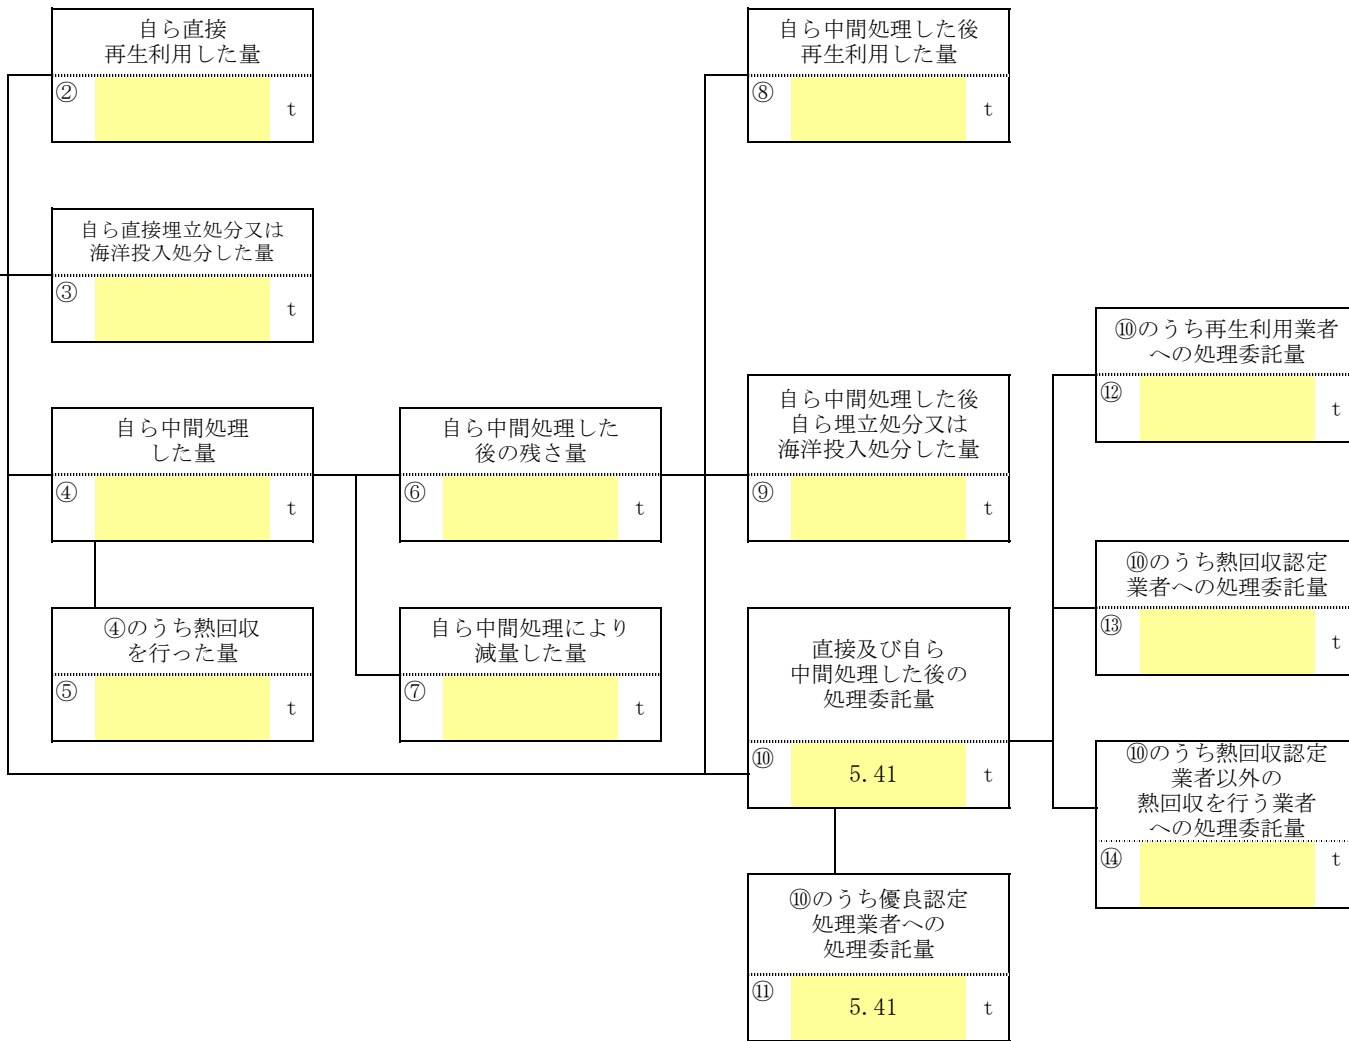 自ら直接
再生利用した量
②
t
自ら中間処理した後
再生利用した量
⑧
t
自ら直接埋立処分又は
海洋投入処分した量
③
t
⑩のうち再生利用業者
への処理委託量
⑫
t
自ら中間処理
した量
④
t
自ら中間処理した
後の残さ量
⑥
t
自ら中間処理した後
自ら埋立処分又は
海洋投入処分した量
⑨
t
⑩のうち熱回収認定
業者への処理委託量
⑬
t
④のうち熱回収
を行った量
⑤
t
自ら中間処理により
減量した量
⑦
t
直接及び自ら
中間処理した後の
処理委託量
⑩ 5.41 t
⑩のうち熱回収認定
業者以外の
熱回収を行う業者
への処理委託量
⑭
t
⑩のうち優良認定
処理業者への
処理委託量
⑪ 5.41 t